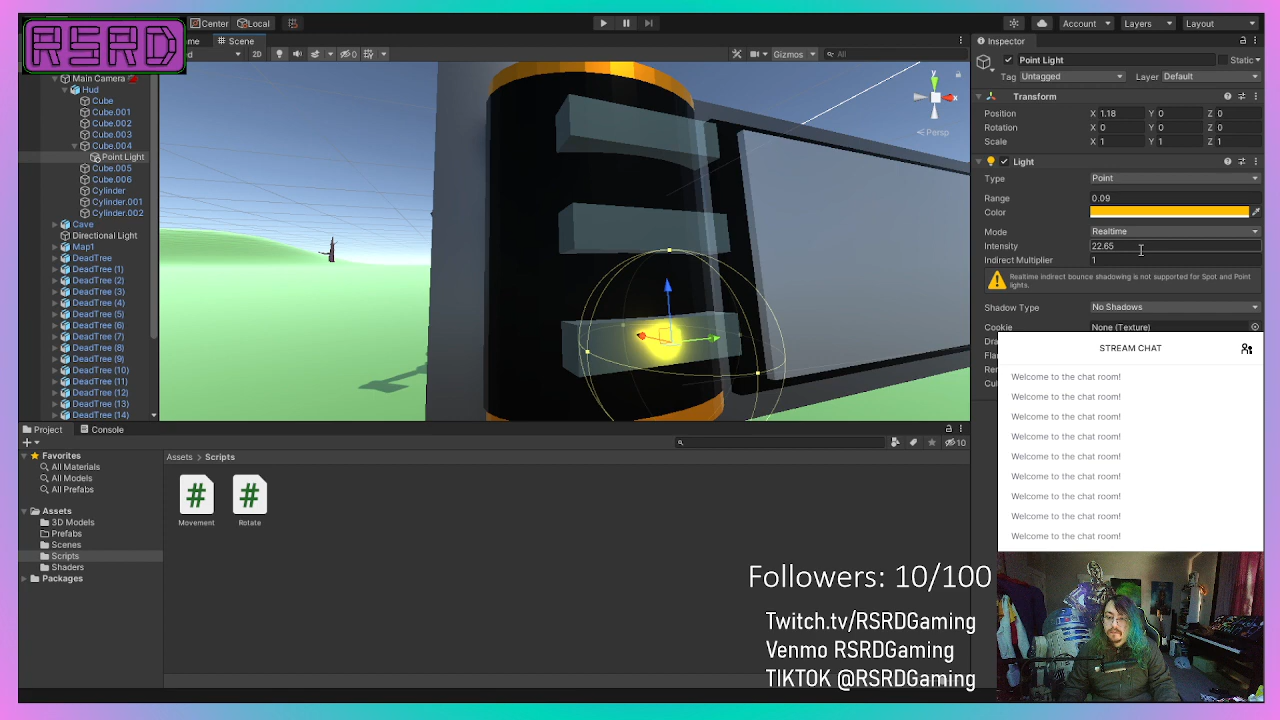 RSRD
Center
Local
Account
Layers
Layout
me
Scene
Inspector
2D
0
Gizmos
All
Point Light
Static
Tag
Untagged
Layer
Default
Main Camera
Hud
Cube
Cube.001
Cube.002
Cube.003
Cube.004
Point Light
Cube.005
Cube.006
Cylinder
Cylinder.001
Cylinder.002
Cave
Directional Light
Map1
DeadTree
DeadTree (1)
DeadTree (2)
DeadTree (3)
DeadTree (4)
DeadTree (5)
DeadTree (6)
DeadTree (7)
DeadTree (8)
DeadTree (9)
DeadTree (10)
DeadTree (11)
DeadTree (12)
DeadTree (13)
DeadTree (14)
y
x
Persp
Transform
Position X 1.18 Y 0 Z 0
Rotation X 0 Y 0 Z 0
Scale X 1 Y 1 Z 1
Light
Type Point
Range 0.09
Color
Mode Realtime
Intensity 22.65
Indirect Multiplier 1
Realtime indirect bounce shadowing is not supported for Spot and Point
lights.
Shadow Type No Shadows
Cookie None (Texture)
Dra
Fla
Re
Cu
STREAM CHAT
Welcome to the chat room!
Welcome to the chat room!
Welcome to the chat room!
Welcome to the chat room!
Welcome to the chat room!
Welcome to the chat room!
Welcome to the chat room!
Welcome to the chat room!
Welcome to the chat room!
Project
Console
10
Favorites
All Materials
All Models
All Prefabs
Assets
3D Models
Prefabs
Scenes
Scripts
Shaders
Packages
Assets > Scripts
#
#
Movement
Rotate
Followers: 10/100
Twitch.tv/RSRDGaming
Venmo RSRDGaming
TIKTOK @RSRDGaming